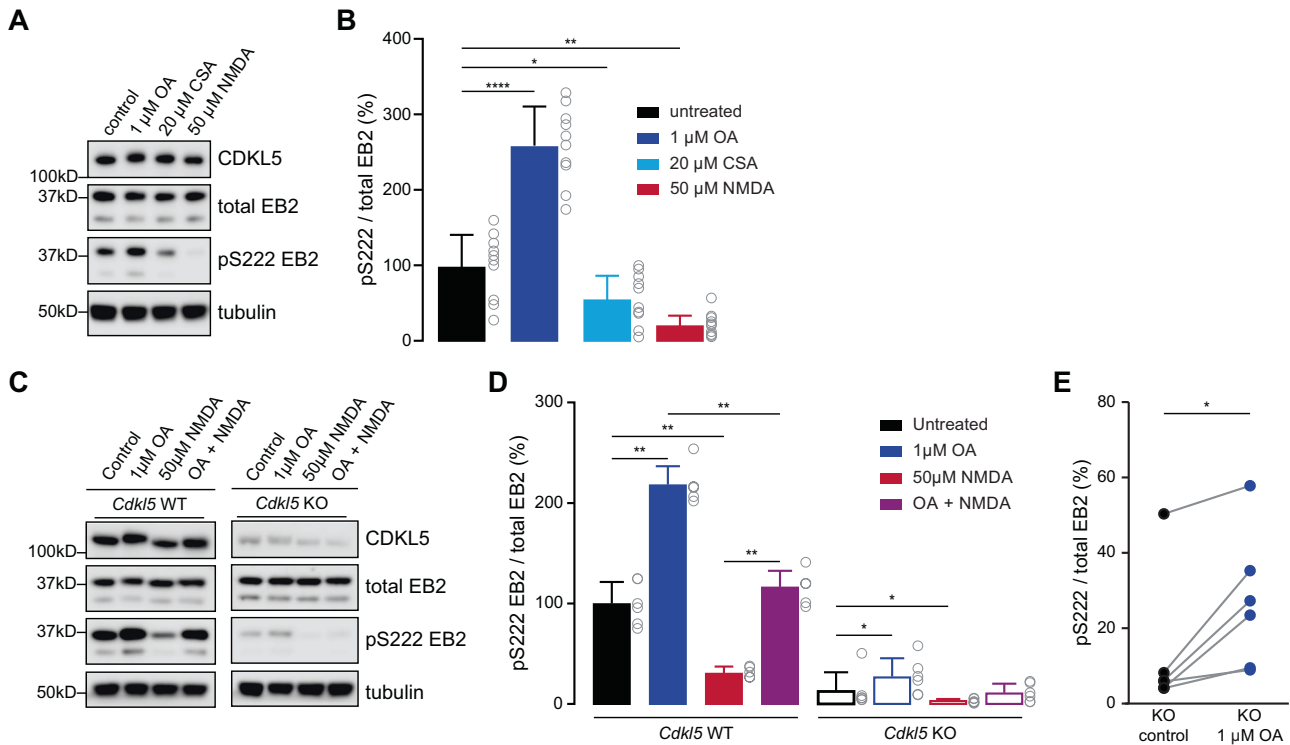 A
control
1 µM OA
20 µM CSA
50 µM NMDA
CDKL5
100kD
37kD
total EB2
37kD
pS222 EB2
50kD
tubulin
B
pS222 / total EB2 (%)
400
300
200
100
0
**
*
****
untreated
1 µM OA
20 µM CSA
50 µM NMDA
C
Control
1µM OA
50µM NMDA
OA + NMDA
Control
1µM OA
50µM NMDA
OA + NMDA
Cdkl5 WT
Cdkl5 KO
CDKL5
100kD
37kD
total EB2
37kD
pS222 EB2
50kD
tubulin
D
pS222 EB2 / total EB2 (%)
300
200
100
0
**
**
**
**
*
*
Untreated
1µM OA
50µM NMDA
OA + NMDA
Cdkl5 WT
Cdkl5 KO
E
pS222 / total EB2 (%)
80
60
40
20
0
*
KO
control
KO
1 µM OA